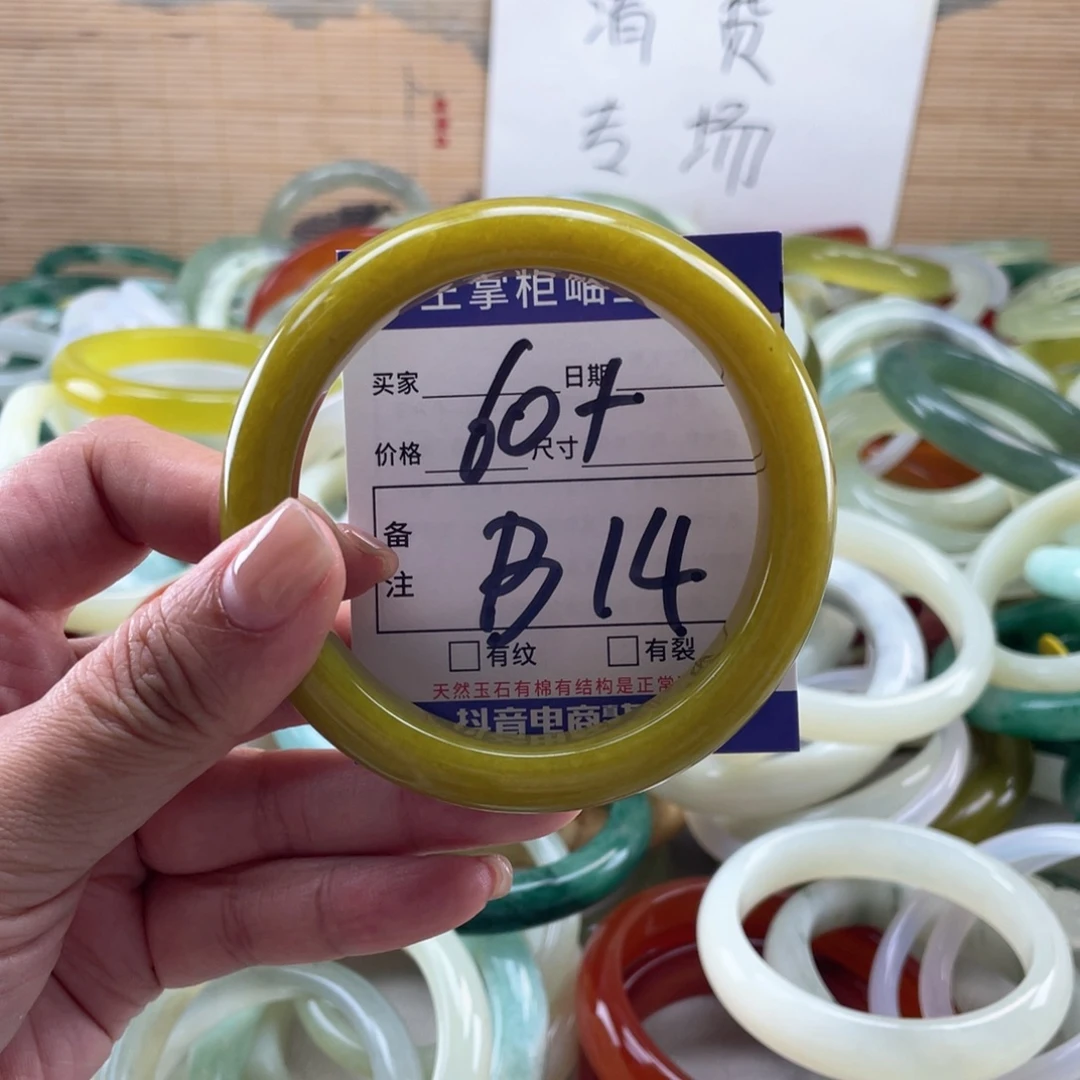 清货
专场
主掌柜
买家 日期
60+
价格 尺寸
备注
B14
有纹 有裂
天然玉石有棉有结构是正常
抖音电商